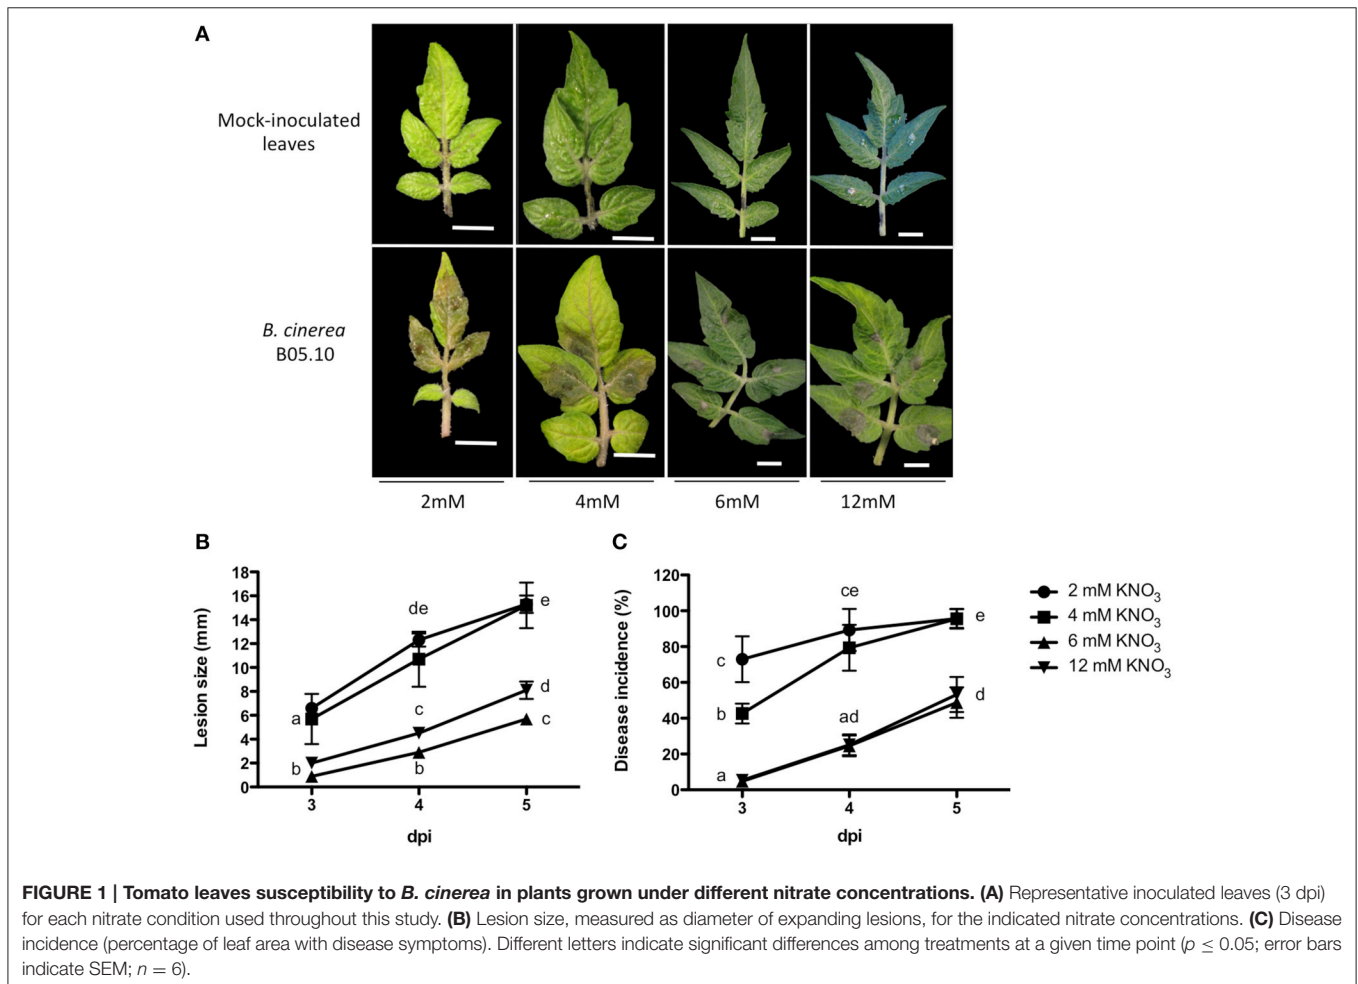 A
Mock-inoculated
leaves
B. cinerea
B05.10
2mM
4mM
6mM
12mM
B
18
16
14
12
10
8
6
4
2
0
Lesion size (mm)
a
b
de
c
b
e
d
c
3
4
5
dpi
C
120
100
80
60
40
20
0
Disease incidence (%)
c
b
a
ce
ad
e
d
3
4
5
dpi
2 mM KNO3
4 mM KNO3
6 mM KNO3
12 mM KNO3
FIGURE 1 | Tomato leaves susceptibility to B. cinerea in plants grown under different nitrate concentrations. (A) Representative inoculated leaves (3 dpi)
for each nitrate condition used throughout this study. (B) Lesion size, measured as diameter of expanding lesions, for the indicated nitrate concentrations. (C) Disease
incidence (percentage of leaf area with disease symptoms). Different letters indicate significant differences among treatments at a given time point (p ≤ 0.05; error bars
indicate SEM; n = 6).